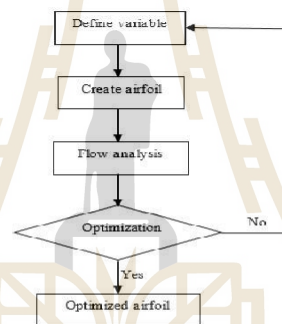 Define variable
Create airfoil
Flow analysis
Optimization
No
Yes
Optimized airfoil